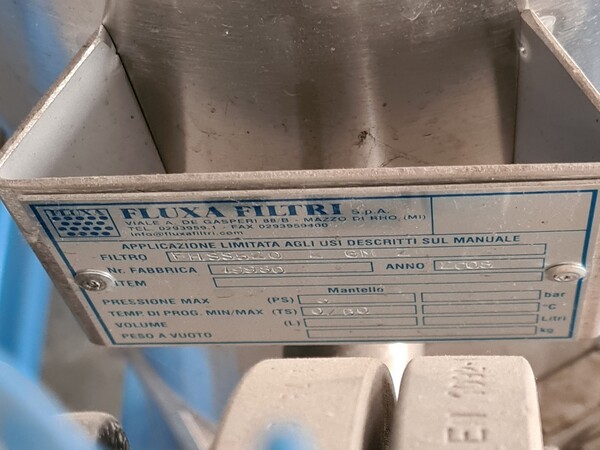 FLUXA FILTRI S.p.A.
VIALE A. DE GASPERI 88/B - MAZZO DI RHO, (MI)
TEL. 0293959.1 - FAX 0293959400
info@fluxafiltri.com
APPLICAZIONE LIMITATA AGLI USI DESCRITTI SUL MANUALE
FILTRO
Nr. FABBRICA ANNO
ITEM
Mantello
PRESSIONE MAX (PS) bar
TEMP. DI PROG. MIN/MAX (TS) 0/60 °C
VOLUME (L) Litri
PESO A VUOTO kg